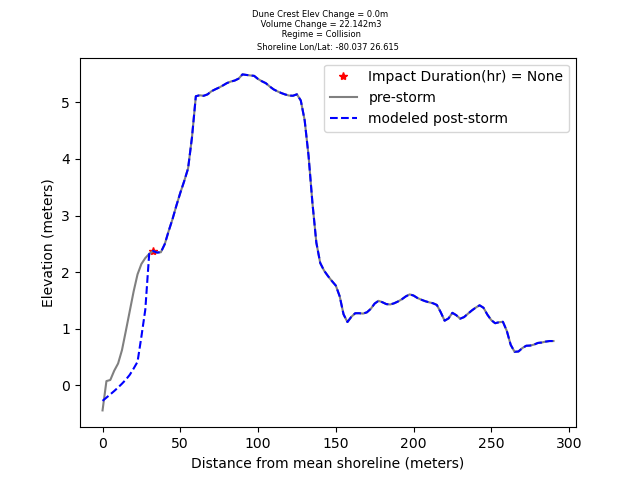 Dune Crest Elev Change = 0.0m
Volume Change = 22.142m3
Regime = Collision
Shoreline Lon/Lat: -80.037 26.615
Impact Duration(hr) = None
pre-storm
modeled post-storm
Elevation (meters)
5
4
3
2
1
0
0 50 100 150 200 250 300
Distance from mean shoreline (meters)